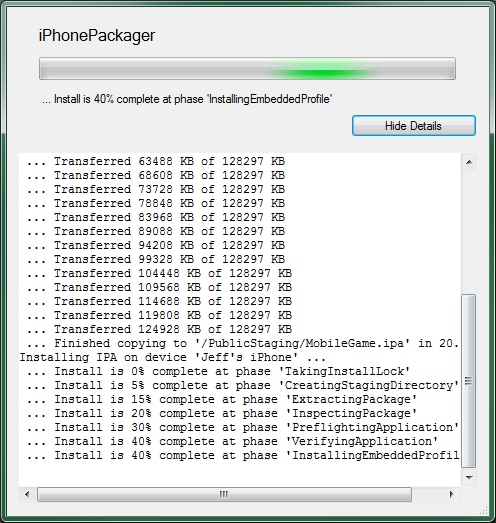 iPhonePackager
... Install is 40% complete at phase 'InstallingEmbeddedProfile'
Hide Details
... Transferred 63488 KB of 128297 KB
... Transferred 68608 KB of 128297 KB
... Transferred 73728 KB of 128297 KB
... Transferred 78848 KB of 128297 KB
... Transferred 83968 KB of 128297 KB
... Transferred 89088 KB of 128297 KB
... Transferred 94208 KB of 128297 KB
... Transferred 99328 KB of 128297 KB
... Transferred 104448 KB of 128297 KB
... Transferred 109568 KB of 128297 KB
... Transferred 114688 KB of 128297 KB
... Transferred 119808 KB of 128297 KB
... Transferred 124928 KB of 128297 KB
... Finished copying to '/PublicStaging/MobileGame.ipa' in 20.
Installing IPA on device 'Jeff's iPhone' ...
... Install is 0% complete at phase 'TakingInstallLock'
... Install is 5% complete at phase 'CreatingStagingDirectory'
... Install is 15% complete at phase 'ExtractingPackage'
... Install is 20% complete at phase 'InspectingPackage'
... Install is 30% complete at phase 'PreflightingApplication'
... Install is 40% complete at phase 'VerifyingApplication'
... Install is 40% complete at phase 'InstallingEmbeddedProfil